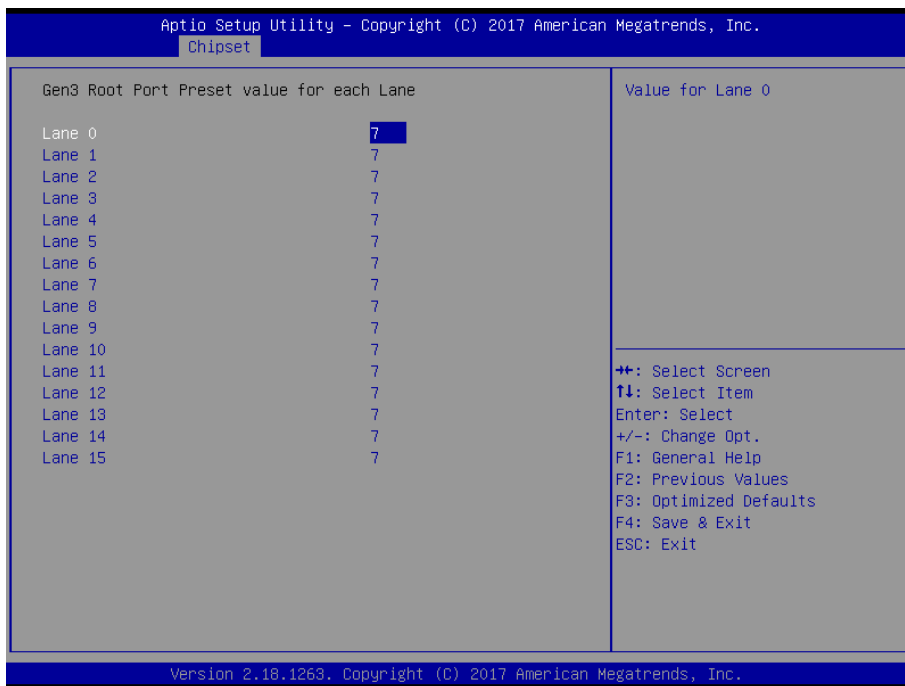 Aptio Setup Utility – Copyright (C) 2017 American Megatrends, Inc.
Chipset
Gen3 Root Port Preset value for each Lane
Lane 0 7
Lane 1 7
Lane 2 7
Lane 3 7
Lane 4 7
Lane 5 7
Lane 6 7
Lane 7 7
Lane 8 7
Lane 9 7
Lane 10 7
Lane 11 7
Lane 12 7
Lane 13 7
Lane 14 7
Lane 15 7
Value for Lane 0
→←: Select Screen
↑↓: Select Item
Enter: Select
+/-: Change Opt.
F1: General Help
F2: Previous Values
F3: Optimized Defaults
F4: Save & Exit
ESC: Exit
Version 2.18.1263. Copyright (C) 2017 American Megatrends, Inc.